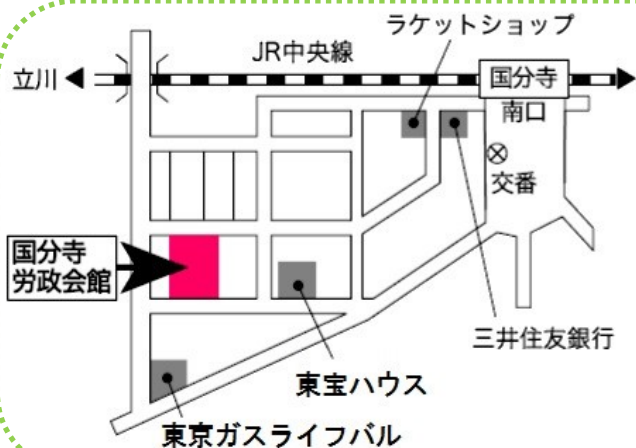 ラケットショップ
JR中央線
立川
国分寺
南口
交番
国分寺
労政会館
三井住友銀行
東宝ハウス
東京ガスライフバル